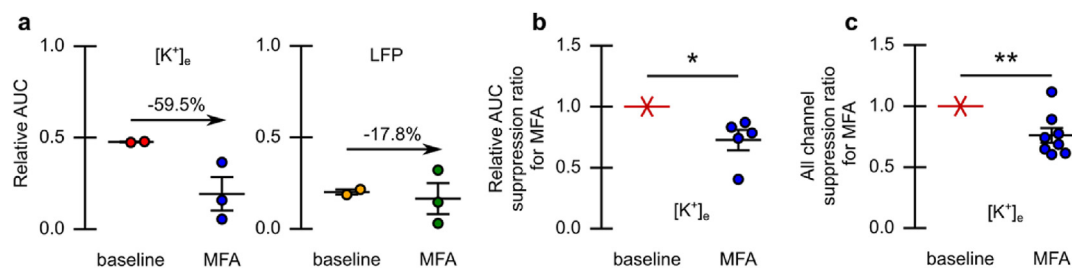 a
[K⁺]ₑ
LFP
Relative AUC
1.0
0.5
0.0
-59.5%
baseline
MFA
1.0
0.5
0.0
-17.8%
baseline
MFA
b
Relative AUC
suprpression ratio
for MFA
1.5
1.0
0.5
0.0
*
[K⁺]ₑ
baseline
MFA
c
All channel
suppression ratio
for MFA
1.5
1.0
0.5
0.0
**
[K⁺]ₑ
baseline
MFA